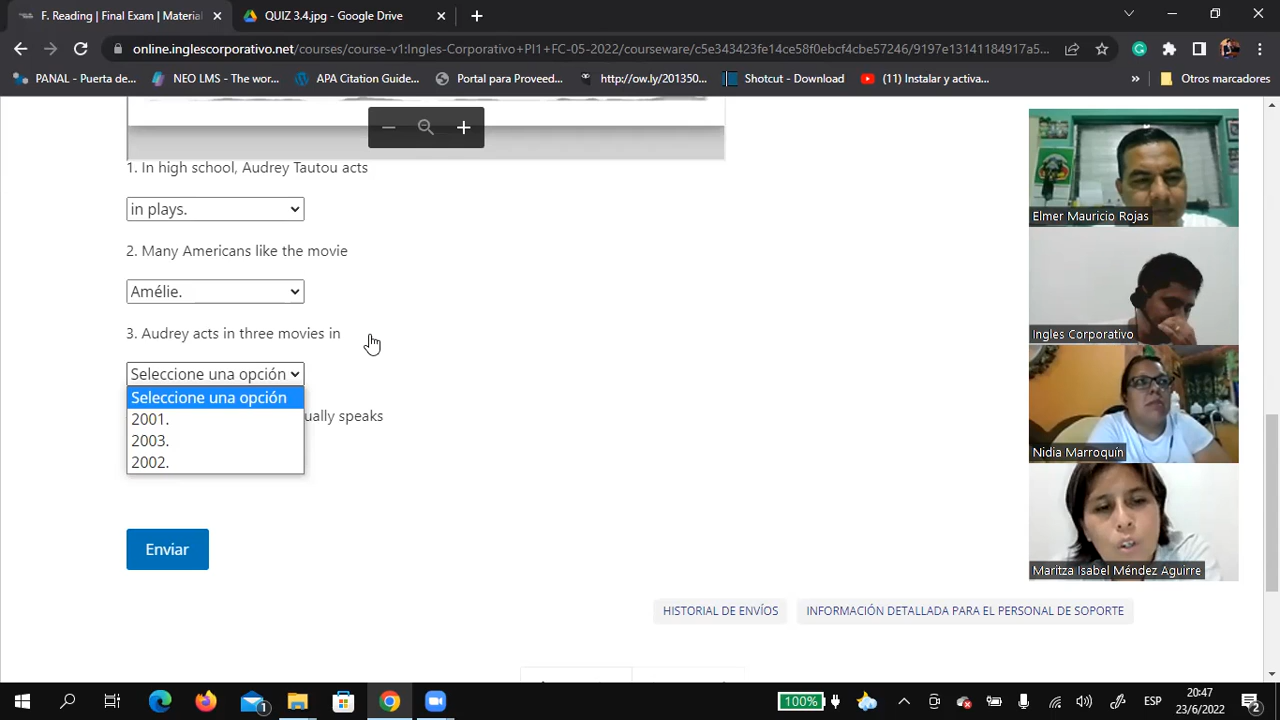 F. Reading | Final Exam | Ingles-C
QUIZ 3.4.jpg - Google Drive
online.inglescorporativo.net/courses/course-v1:Ingles-Corporativo+PI1+FC-05-2022/courseware/c5e343423fe14ce58f0ebcf4cbe57246/9197e13141184917a5...
PANAL - Puerta de...
NEO LMS - The wor...
APA Citation Guide...
Portal para Proveed...
http://ow.ly/201350...
Shotcut - Download
(11) Instalar y activa...
»
Otros marcadores
1. In high school, Audrey Tautou acts
in plays.
2. Many Americans like the movie
Amélie.
3. Audrey acts in three movies in
Seleccione una opción
Seleccione una opción
2001.
2003.
2002.
ually speaks
Enviar
HISTORIAL DE ENVÍOS
INFORMACIÓN DETALLADA PARA EL PERSONAL DE SOPORTE
Elmer Mauricio Rojas
Ingles Corporativo
Nidia Marroquín
Maritza Isabel Méndez Aguirre
1
100%
ESP
20:47
23/6/2022
2